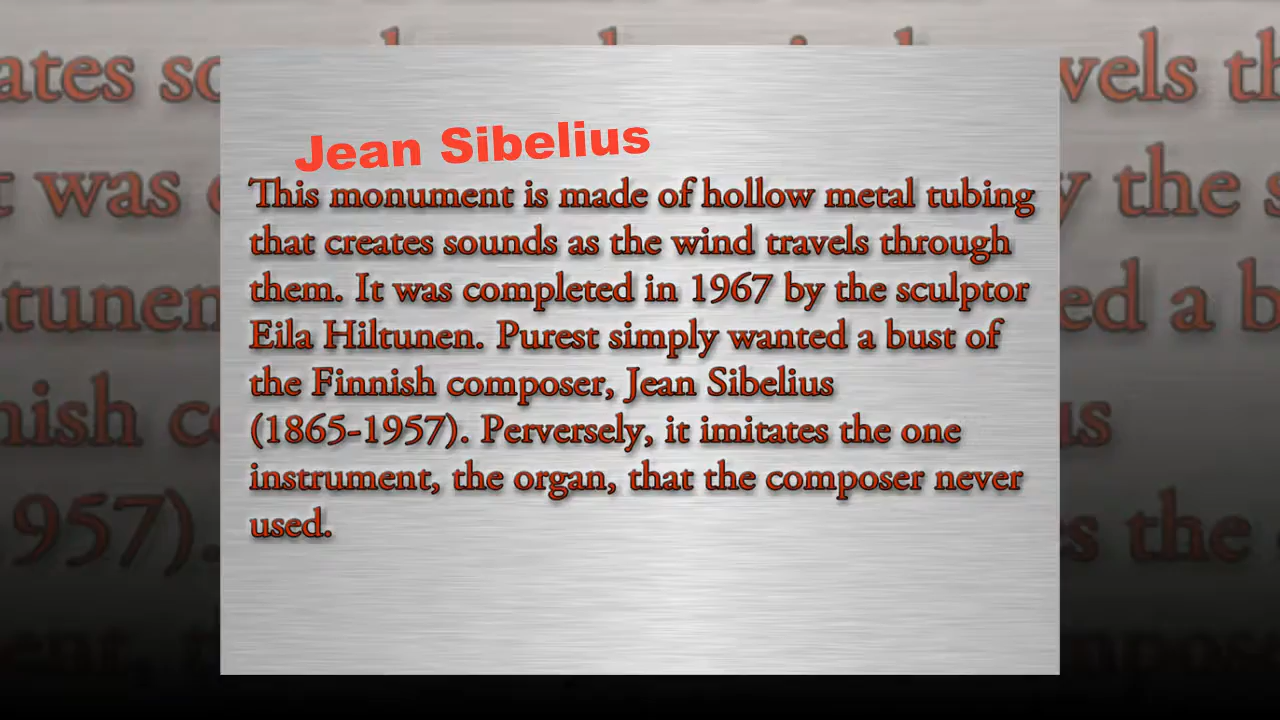 Jean Sibelius
This monument is made of hollow metal tubing
that creates sounds as the wind travels through
them. It was completed in 1967 by the sculptor
Eila Hiltunen. Purest simply wanted a bust of
the Finnish composer, Jean Sibelius
(1865-1957). Perversely, it imitates the one
instrument, the organ, that the composer never
used.